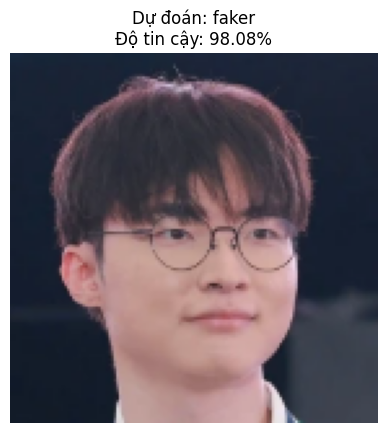 Dự đoán: faker
Độ tin cậy: 98.08%